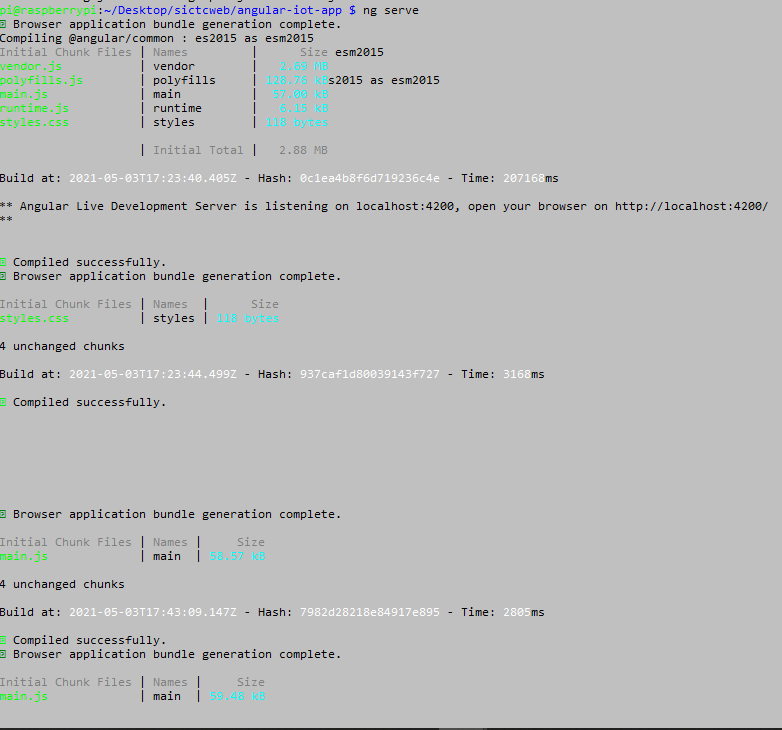 pi@raspberrypi:~/Desktop/sictcweb/angular-iot-app $ ng serve
Browser application bundle generation complete.
Compiling @angular/common : es2015 as esm2015
Initial Chunk Files | Names | Size esm2015
vendor.js | vendor | 2.69 MB
polyfills.js | polyfills | 128.76 kBs2015 as esm2015
main.js | main | 57.00 kB
runtime.js | runtime | 6.15 kB
styles.css | styles | 118 bytes
| Initial Total | 2.88 MB
Build at: 2021-05-03T17:23:40.405Z - Hash: 0c1ea4b8f6d719236c4e - Time: 207168ms
** Angular Live Development Server is listening on localhost:4200, open your browser on http://localhost:4200/
**
Compiled successfully.
Browser application bundle generation complete.
Initial Chunk Files | Names | Size
styles.css | styles | 118 bytes
4 unchanged chunks
Build at: 2021-05-03T17:23:44.499Z - Hash: 937caf1d80039143f727 - Time: 3168ms
Compiled successfully.
Browser application bundle generation complete.
Initial Chunk Files | Names | Size
main.js | main | 58.57 kB
4 unchanged chunks
Build at: 2021-05-03T17:43:09.147Z - Hash: 7982d28218e84917e895 - Time: 2805ms
Compiled successfully.
Browser application bundle generation complete.
Initial Chunk Files | Names | Size
main.js | main | 59.48 kB